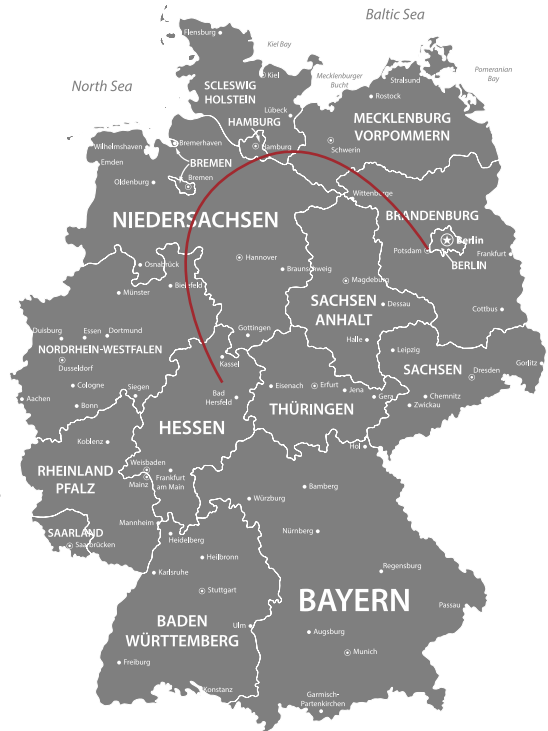 Baltic Sea
Flensburg
Kiel Bay
North Sea
Kiel
Mecklenburger
Bucht
Stralsund
Pomeranian
Bay
SCLESWIG
HOLSTEIN
Rostock
Lübeck
HAMBURG
MECKLENBURG
VORPOMMERN
Wilhelmshaven
Bremerhaven
Hamburg
Schwerin
Emden
BREMEN
Oldenburg
Bremen
Wittenberge
NIEDERSACHSEN
BRANDENBURG
Berlin
Potsdam
Frankfurt
BERLIN
Osnabrück
Hannover
Braunschweig
Bielefeld
Magdeburg
Münster
SACHSEN
ANHALT
Dessau
Cottbus
Duisburg
Essen
Dortmund
Gottingen
Halle
NORDRHEIN-WESTFALEN
Leipzig
Kassel
Gorlitz
Dusseldorf
SACHSEN
Dresden
Cologne
Siegen
Bad
Hersfeld
Eisenach
Erfurt
Jena
Gera
Chemnitz
Zwickau
Aachen
Bonn
THÜRINGEN
HESSEN
Koblenz
Hol
RHEINLAND
PFALZ
Weisbaden
Mainz
Frankfurt
am Main
Bamberg
Würzburg
Mannheim
SAARLAND
Saarbrücken
Heidelberg
Nürnberg
Heilbronn
Karlsruhe
Regensburg
Stuttgart
BAYERN
Passau
BADEN
WÜRTTEMBERG
Ulm
Augsburg
Munich
Freiburg
Konstanz
Garmisch-
Partenkirchen